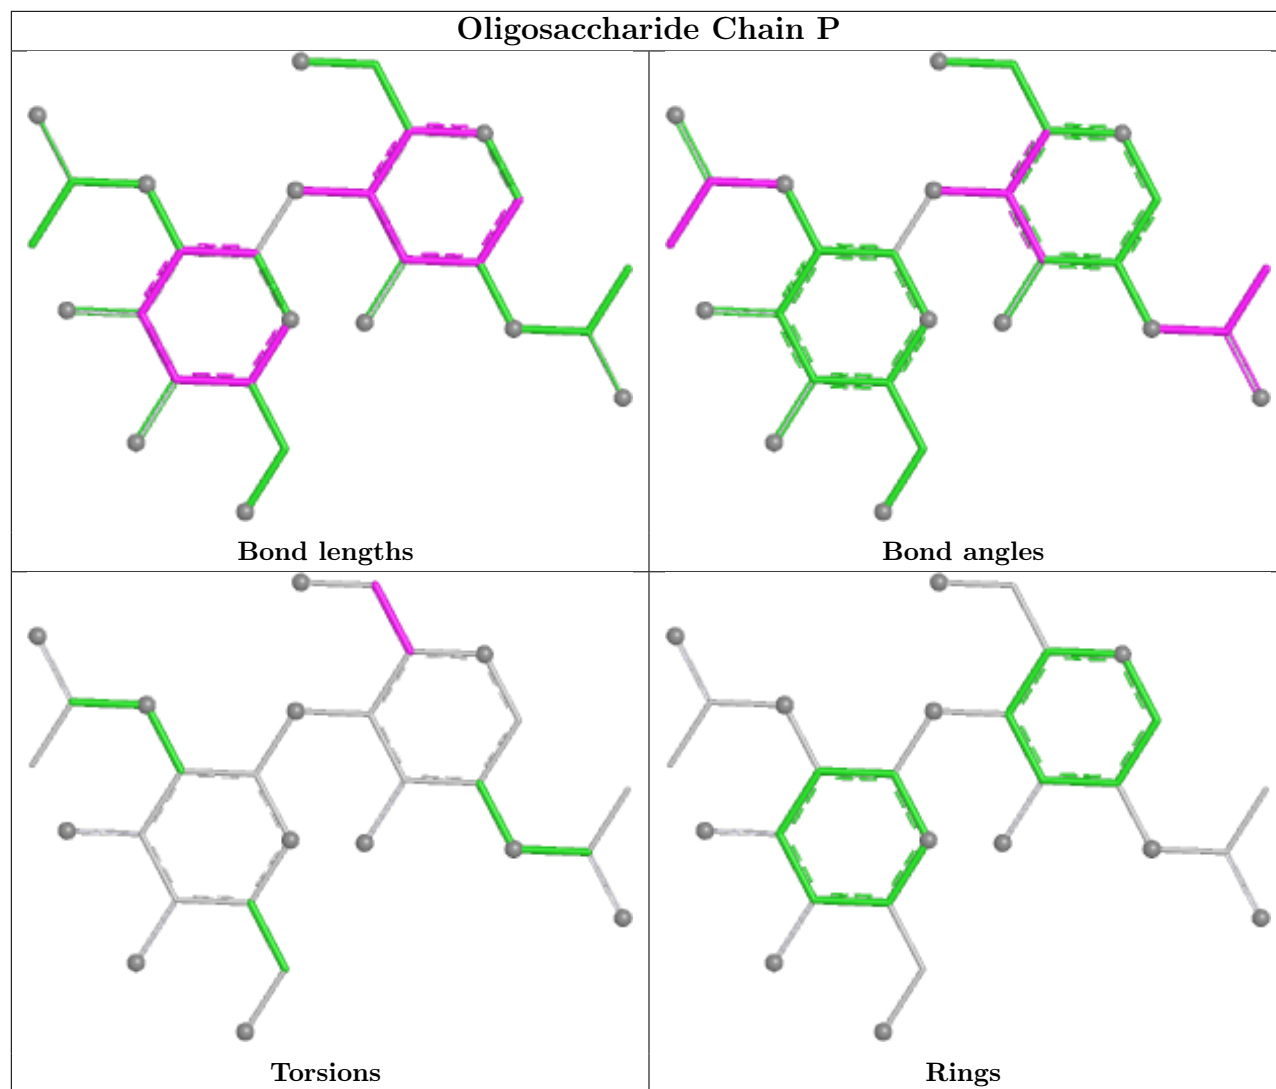 Oligosaccharide Chain P
Bond lengths
Bond angles
Torsions
Rings